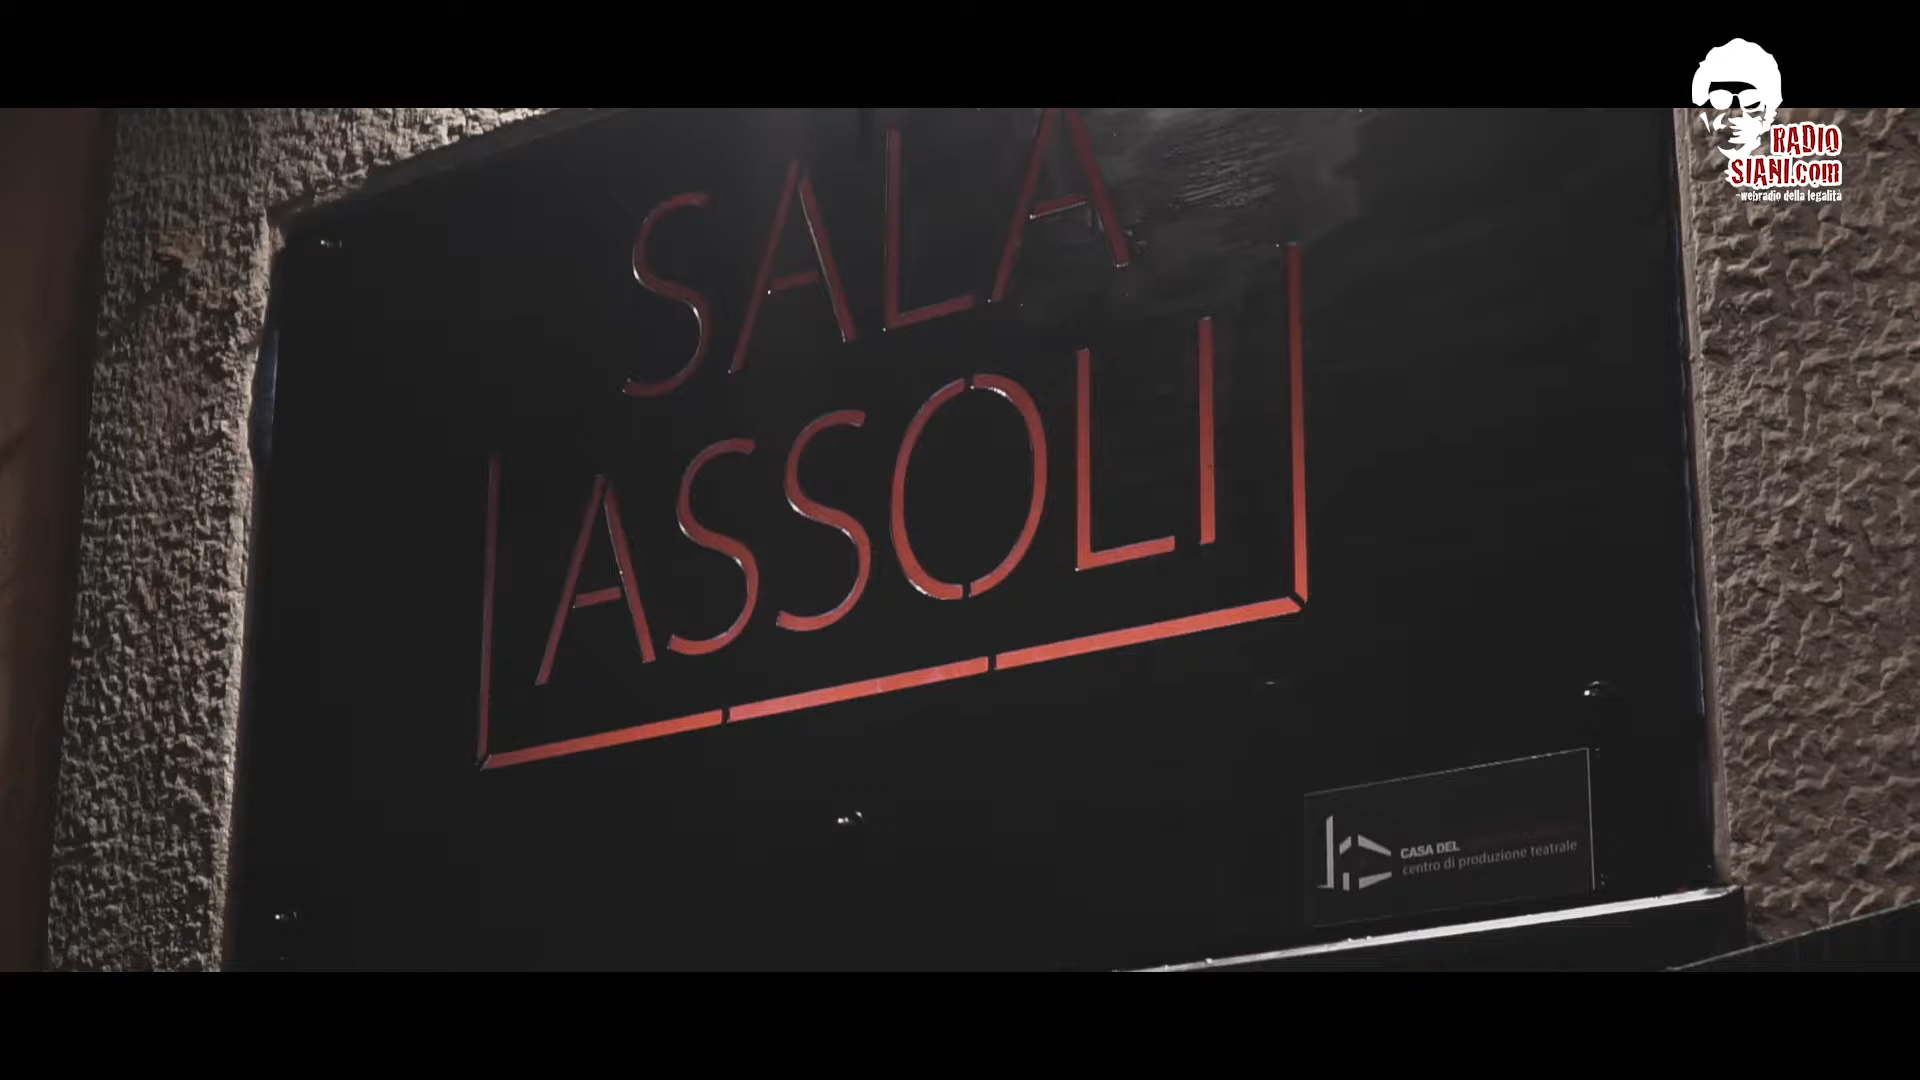 RADIO
SIANI.com
webradio della legalità
SALA
ASSOLI
CASA DEL
centro di produzione teatrale